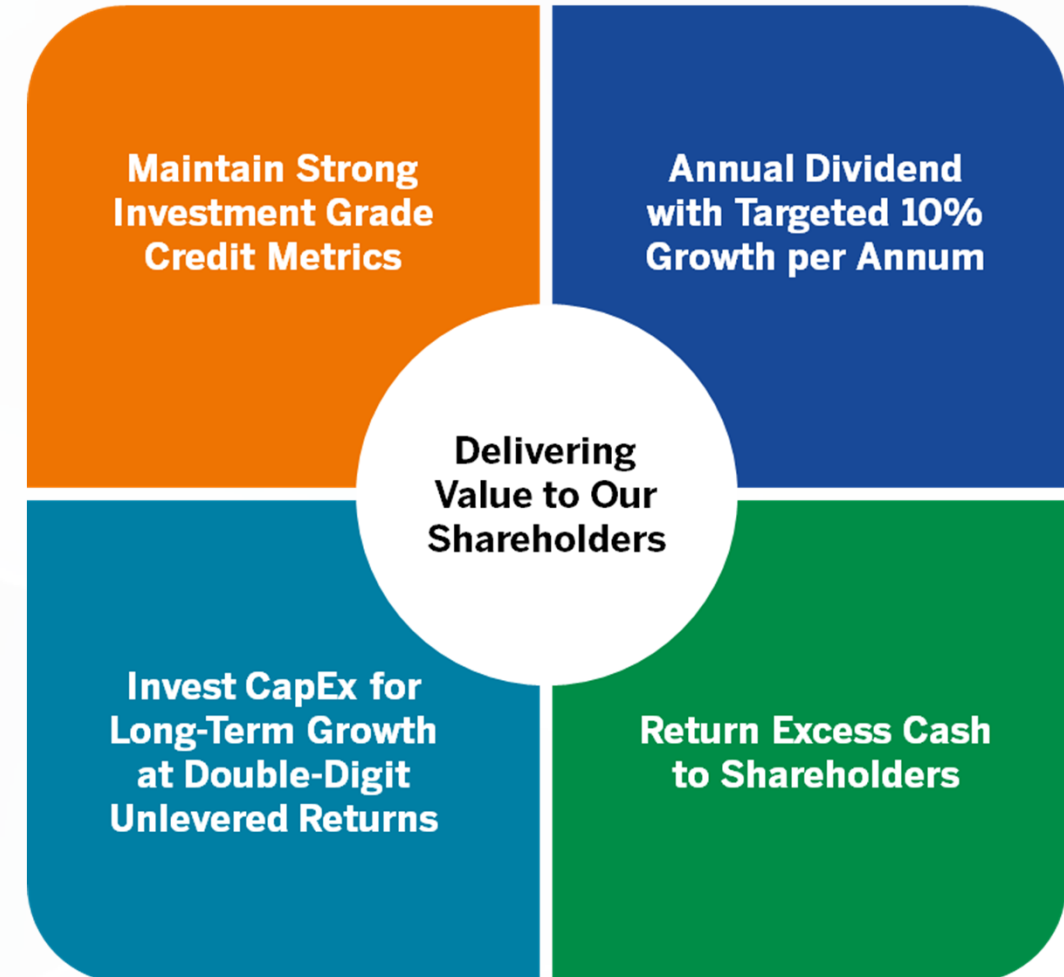 Maintain Strong
Investment Grade
Credit Metrics
Annual Dividend
with Targeted 10%
Growth per Annum
Delivering
Value to Our
Shareholders
Invest CapEx for
Long-Term Growth
at Double-Digit
Unlevered Returns
Return Excess Cash
to Shareholders